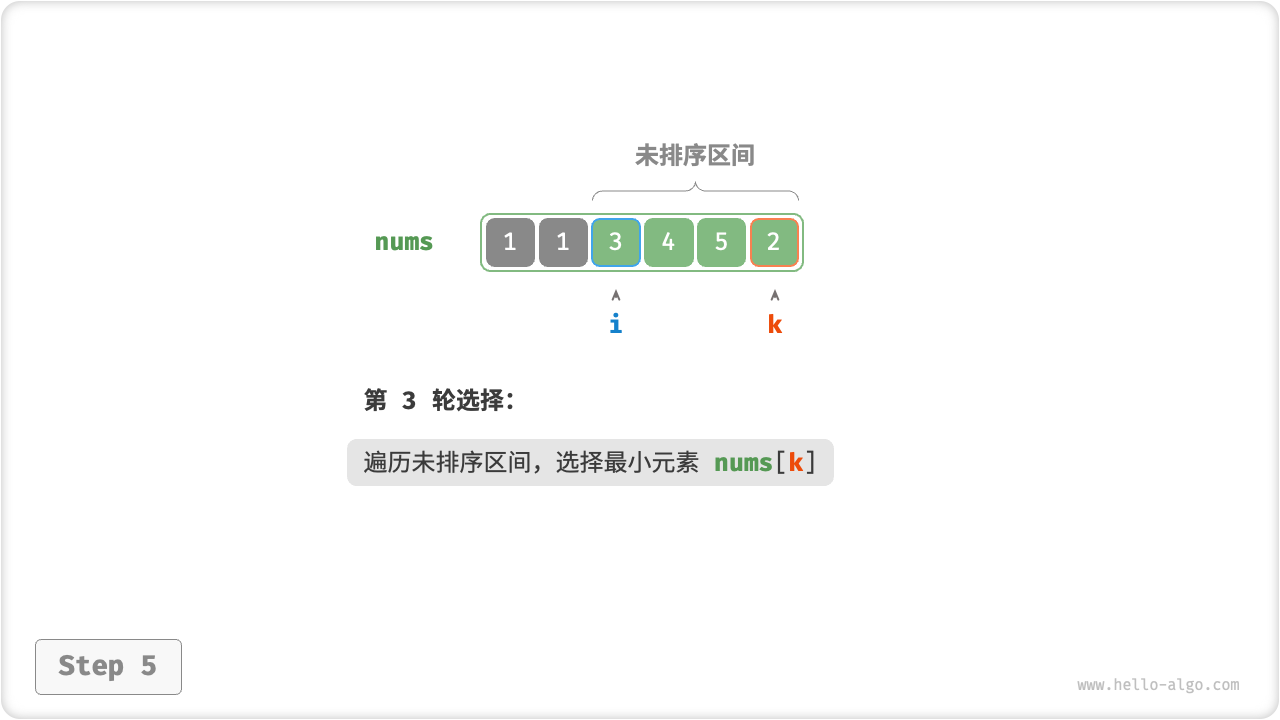 未排序区间
nums 1 1 3 4 5 2
i k
第 3 轮选择：
遍历未排序区间，选择最小元素 nums[k]
Step 5
www.hello-algo.com